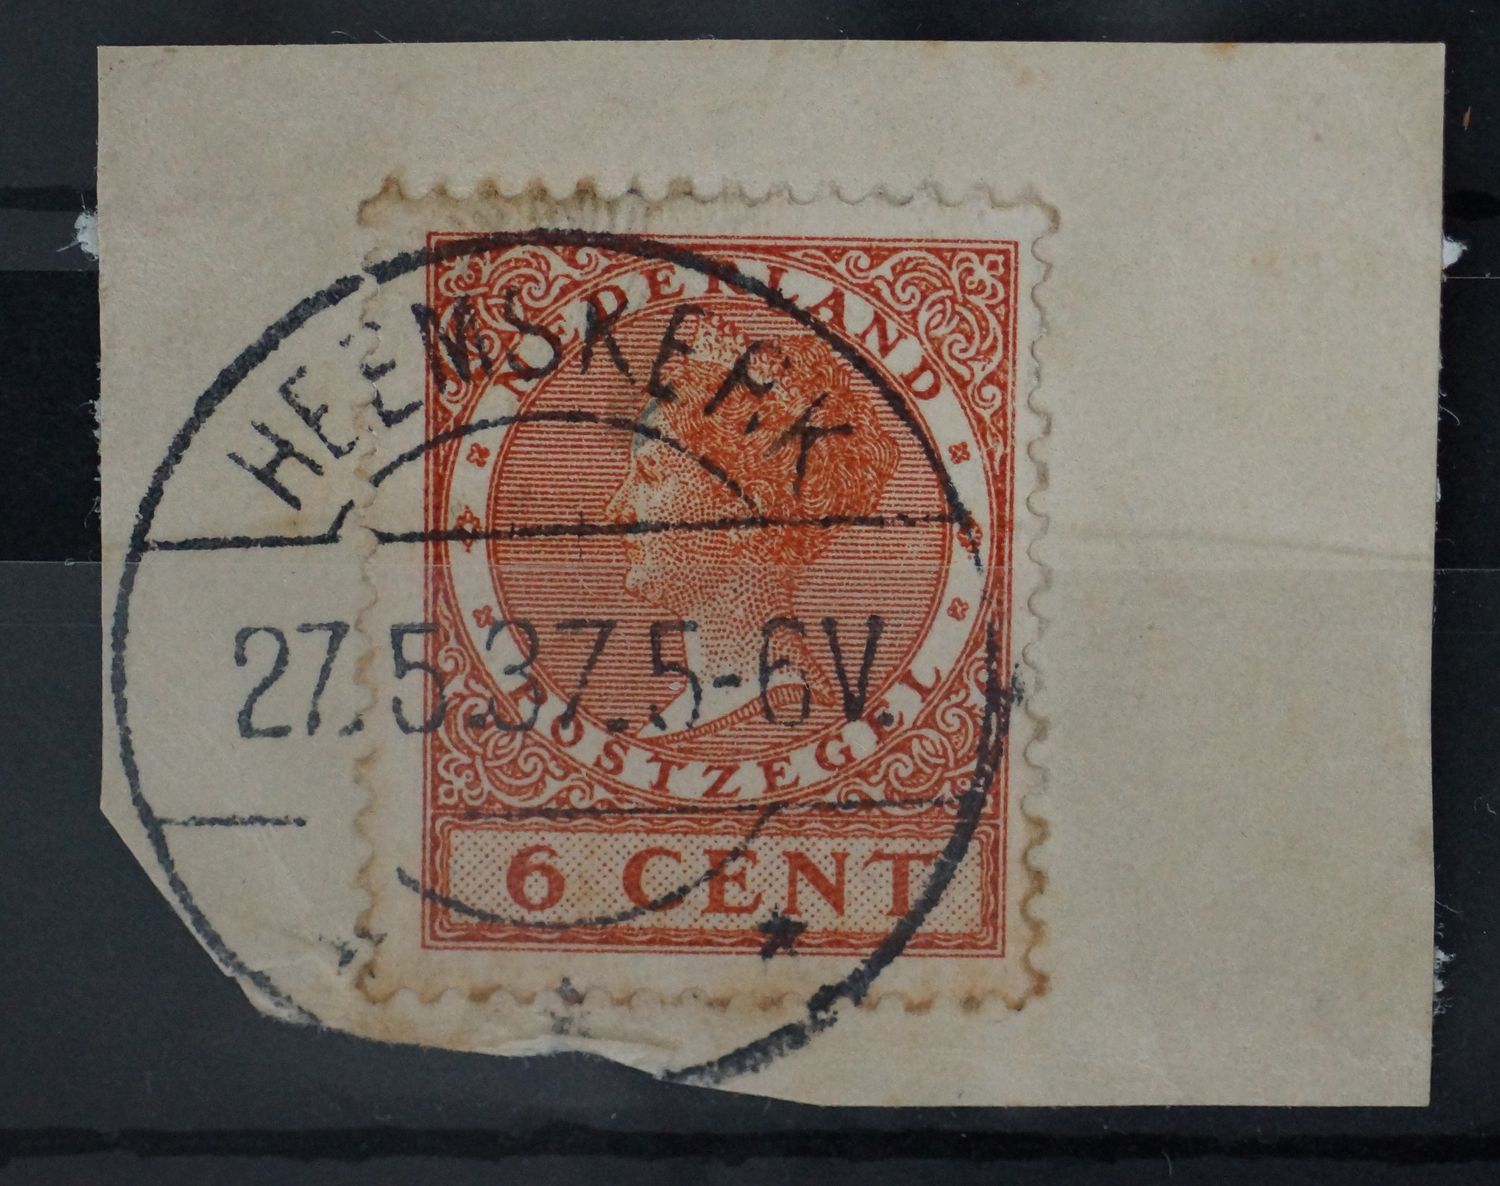 HEEMSKERK
NEDERLAND
27.5.37.5-6V.
POSTZEGEL
6 CENT